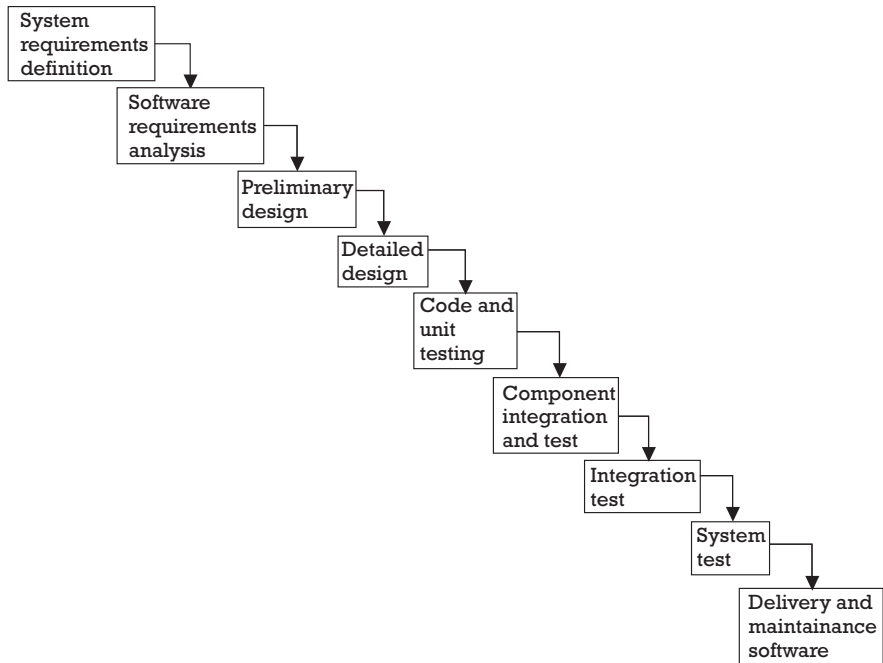 System
requirements
definition
Software
requirements
analysis
Preliminary
design
Detailed
design
Code and
unit
testing
Component
integration
and test
Integration
test
System
test
Delivery and
maintainance
software